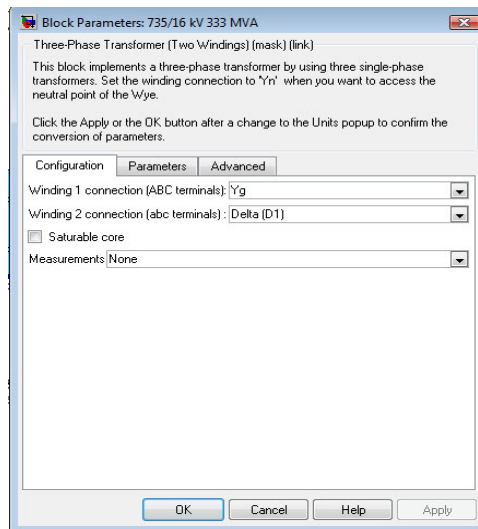 Block Parameters: 735/16 kV 333 MVA
Three-Phase Transformer (Two Windings) (mask) (link)
This block implements a three-phase transformer by using three single-phase
transformers. Set the winding connection to 'Yn' when you want to access the
neutral point of the Wye.
Click the Apply or the OK button after a change to the Units popup to confirm the
conversion of parameters.
Configuration Parameters Advanced
Winding 1 connection (ABC terminals): Yg
Winding 2 connection (abc terminals) : Delta (D1)
Saturable core
Measurements None
OK Cancel Help Apply